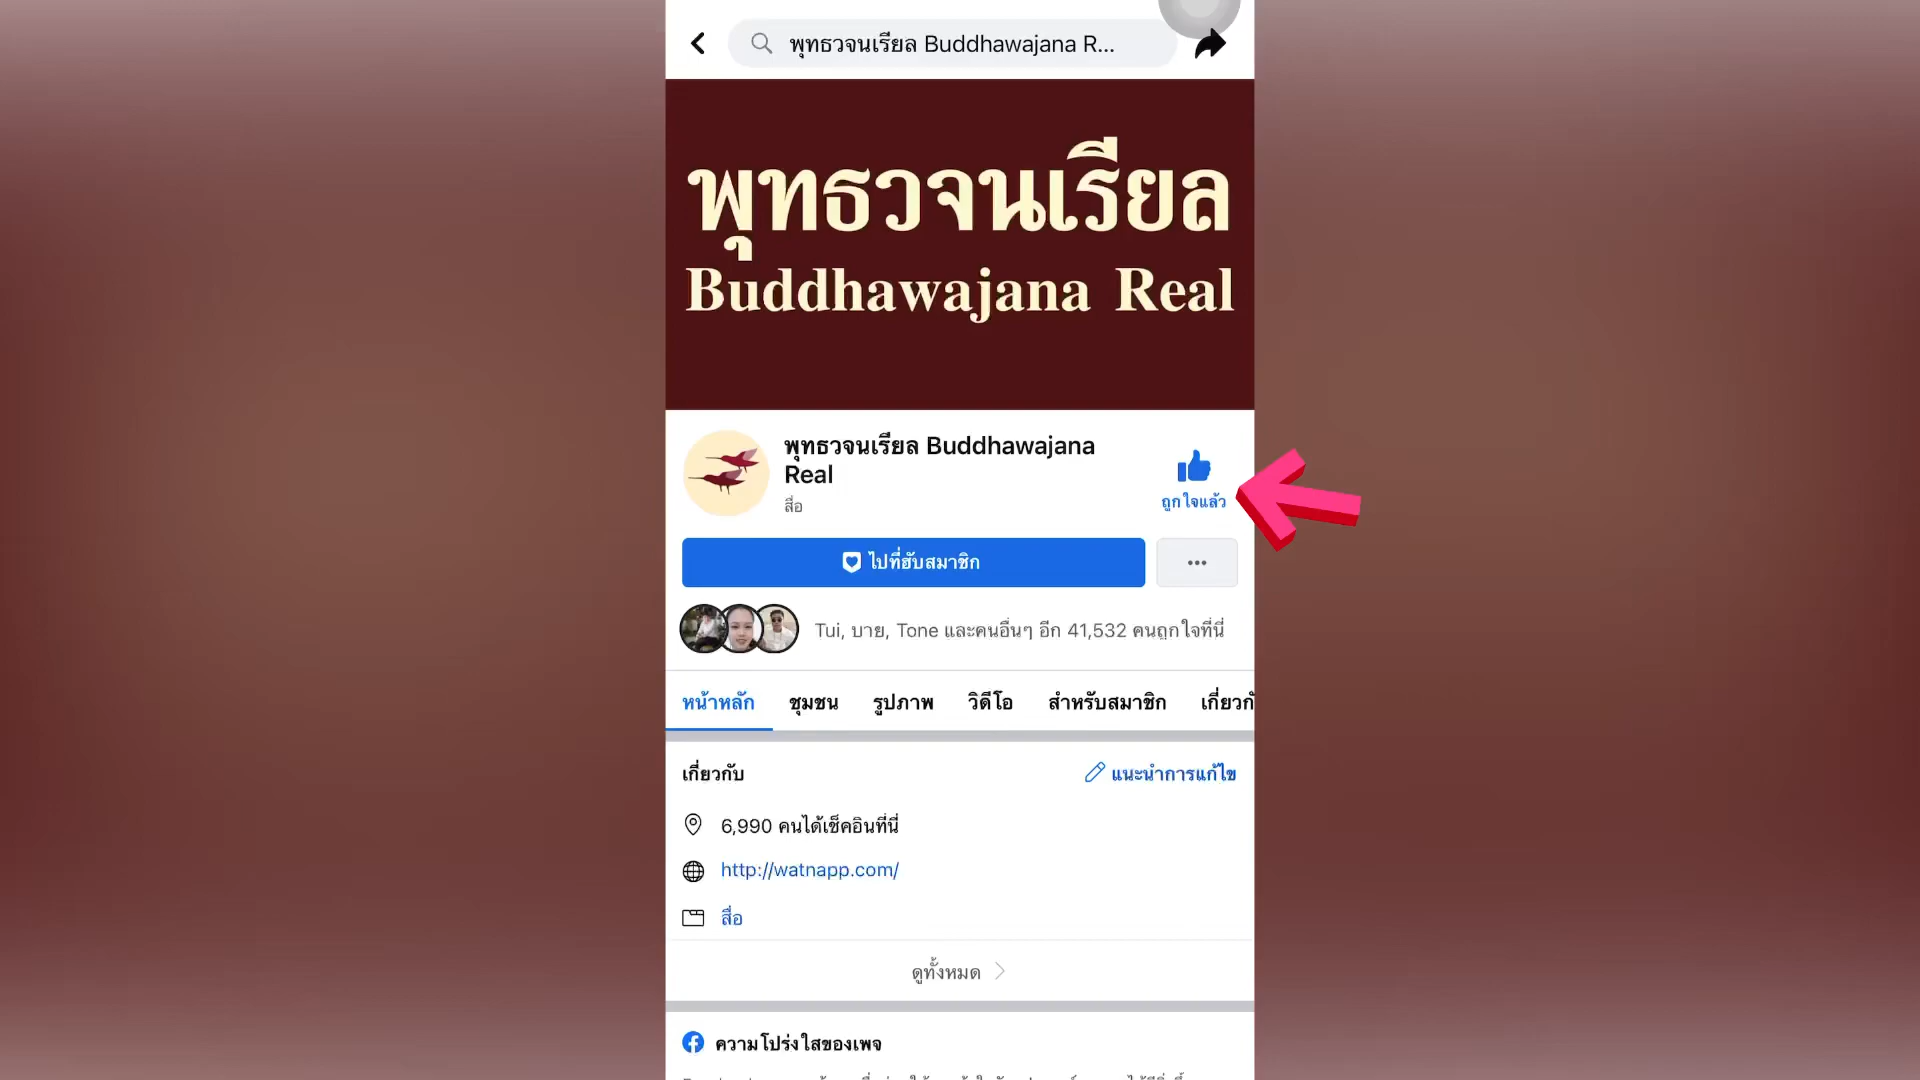 พุทธวจนเรียล Buddhawajana R...
พุทธวจนเรียล
Buddhawajana Real
พุทธวจนเรียล Buddhawajana
Real
สื่อ
ถูกใจแล้ว
ไปที่ฮับสมาชิก
Tui, บาย, Tone และคนอื่นๆ อีก 41,532 คนถูกใจที่นี่
หน้าหลัก ชุมชน รูปภาพ วิดีโอ สำหรับสมาชิก เกี่ยวกั
เกี่ยวกับ แนะนำการแก้ไข
6,990 คนได้เช็คอินที่นี่
http://watnapp.com/
สื่อ
ดูทั้งหมด
ความโปร่งใสของเพจ